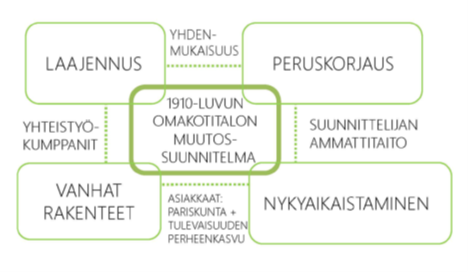 YHDEN-
MUKAISUUS
LAAJENNUS
PERUSKORJAUS
1910-LUVUN
OMAKOTITALON
MUUTOS-
SUUNNITELMA
YHTEISTYÖ-
KUMPPANIT
SUUNNITTELIJAN
AMMATTITAITO
VANHAT
RAKENTEET
ASIAKKAAT:
PARISKUNTA +
TULEVAISUUDEN
PERHEENKASVU
NYKYAIKAISTAMINEN